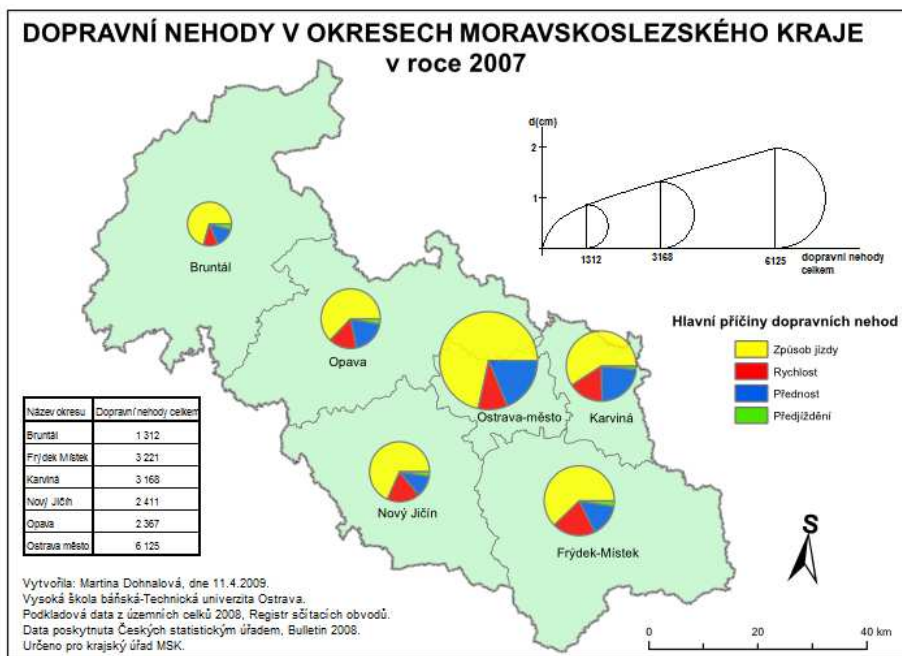 DOPRAVNÍ NEHODY V OKRESECH MORAVSKOSLEZSKÉHO KRAJE
v roce 2007
d(cm)
2
1
1312
3168
6125
dopravní nehody
celkem
Bruntál
Opava
Ostrava-město
Karviná
Nový Jičín
Frýdek-Místek
Hlavní příčiny dopravních nehod
Způsob jízdy
Rychlost
Přednost
Předjíždění
Název okresu Dopravní nehody celkem
Bruntál 1 312
Frýdek Místek 3 221
Karviná 3 168
Nový Jičín 2 411
Opava 2 367
Ostrava město 6 125
S
Vytvořila: Martina Dohnalová, dne 11.4.2009.
Vysoká škola báňská-Technická univerzita Ostrava.
Podkladová data z územních celků 2008, Registr sčítacích obvodů.
Data poskytnuta Českých statistickým úřadem, Bulletin 2008.
Určeno pro krajský úřad MSK.
0 20 40 km